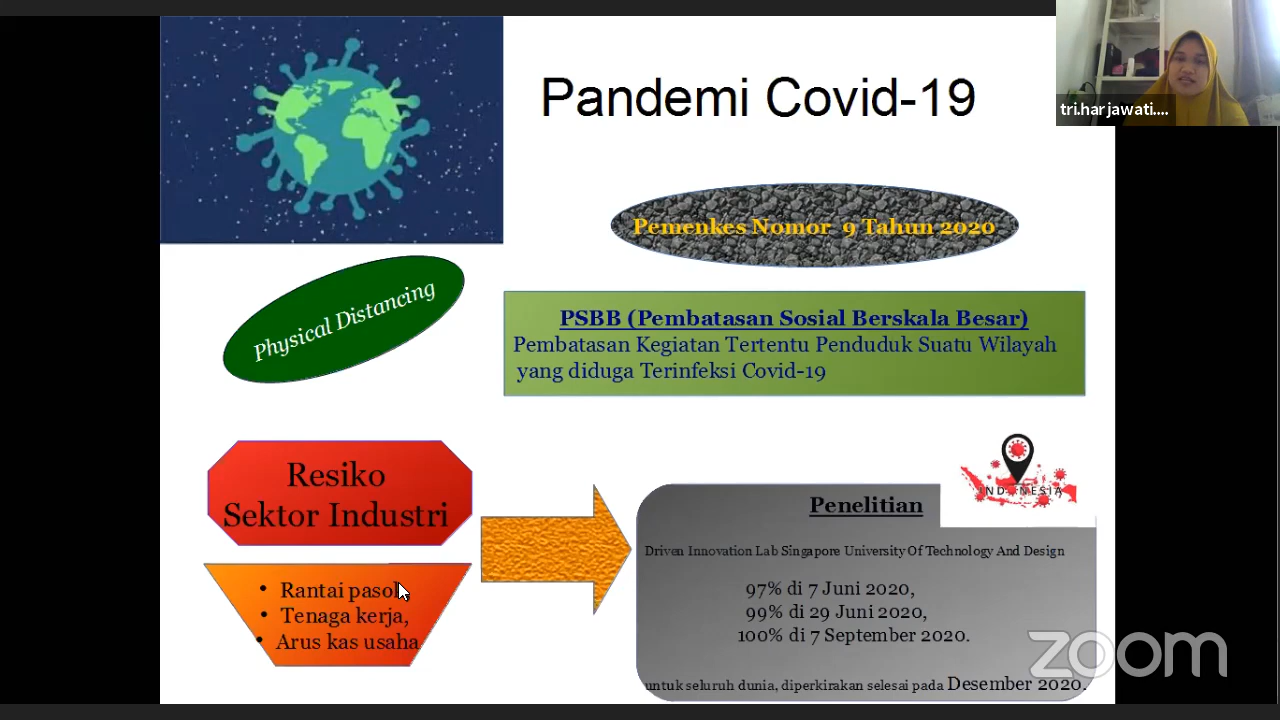 Pandemi Covid-19
tri.harjawati....
Pemenkes Nomor 9 Tahun 2020
Physical Distancing
PSBB (Pembatasan Sosial Berskala Besar)
Pembatasan Kegiatan Tertentu Penduduk Suatu Wilayah
yang diduga Terinfeksi Covid-19
Resiko
Sektor Industri
• Rantai pasok,
• Tenaga kerja,
• Arus kas usaha
INDONESIA
Penelitian
Driven Innovation Lab Singapore University Of Technology And Design
97% di 7 Juni 2020,
99% di 29 Juni 2020,
100% di 7 September 2020.
untuk seluruh dunia, diperkirakan selesai pada Desember 2020.
zoom